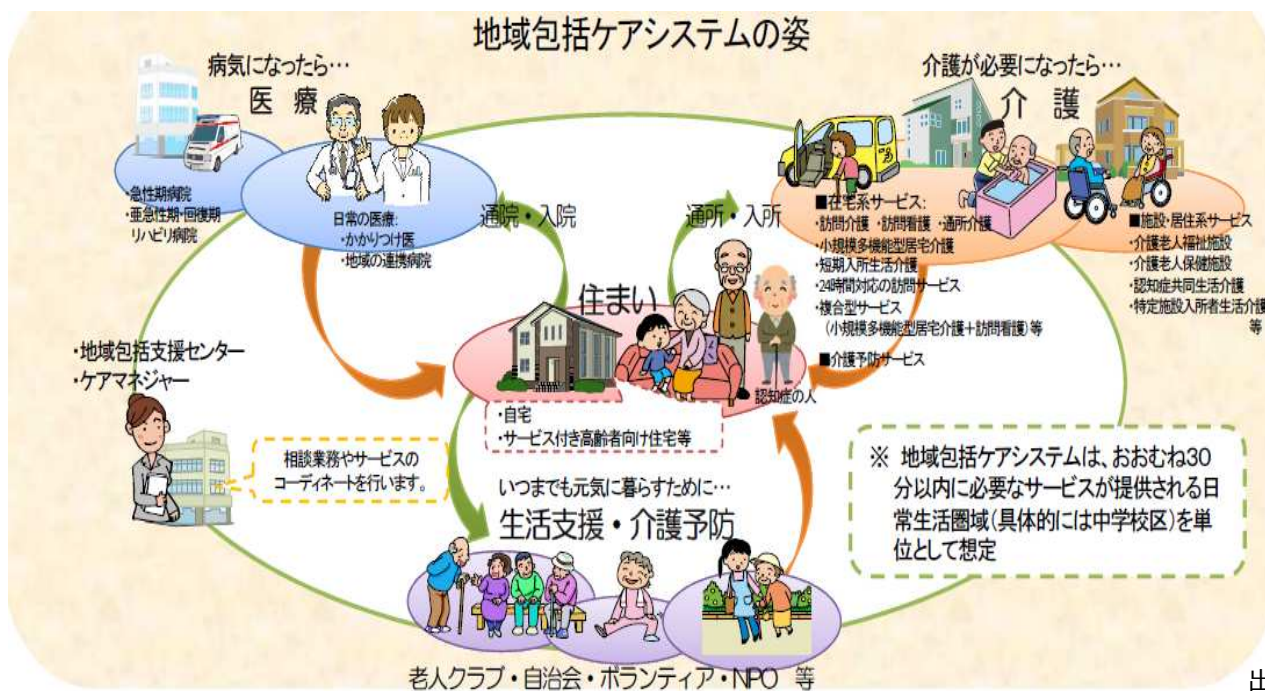 地域包括ケアシステムの姿
病気になったら…
医 療
・急性期病院
・亜急性期・回復期
リハビリ病院
日常の医療:
・かかりつけ医
・地域の連携病院
通院・入院
通所・入所
介護が必要になったら…
介 護
■在宅系サービス:
・訪問介護 ・訪問看護 ・通所介護
・小規模多機能型居宅介護
・短期入所生活介護
・24時間対応の訪問サービス
・複合型サービス
(小規模多機能型居宅介護+訪問看護)等
■介護予防サービス
■施設・居住系サービス
・介護老人福祉施設
・介護老人保健施設
・認知症共同生活介護
・特定施設入所者生活介護
等
住まい
・自宅
・サービス付き高齢者向け住宅等
認知症の人
・地域包括支援センター
・ケアマネジャー
相談業務やサービスの
コーディネートを行います。
いつまでも元気に暮らすために…
生活支援・介護予防
老人クラブ・自治会・ボランティア・NPO 等
※ 地域包括ケアシステムは、おおむね30
分以内に必要なサービスが提供される日
常生活圏域(具体的には中学校区)を単
位として想定
出